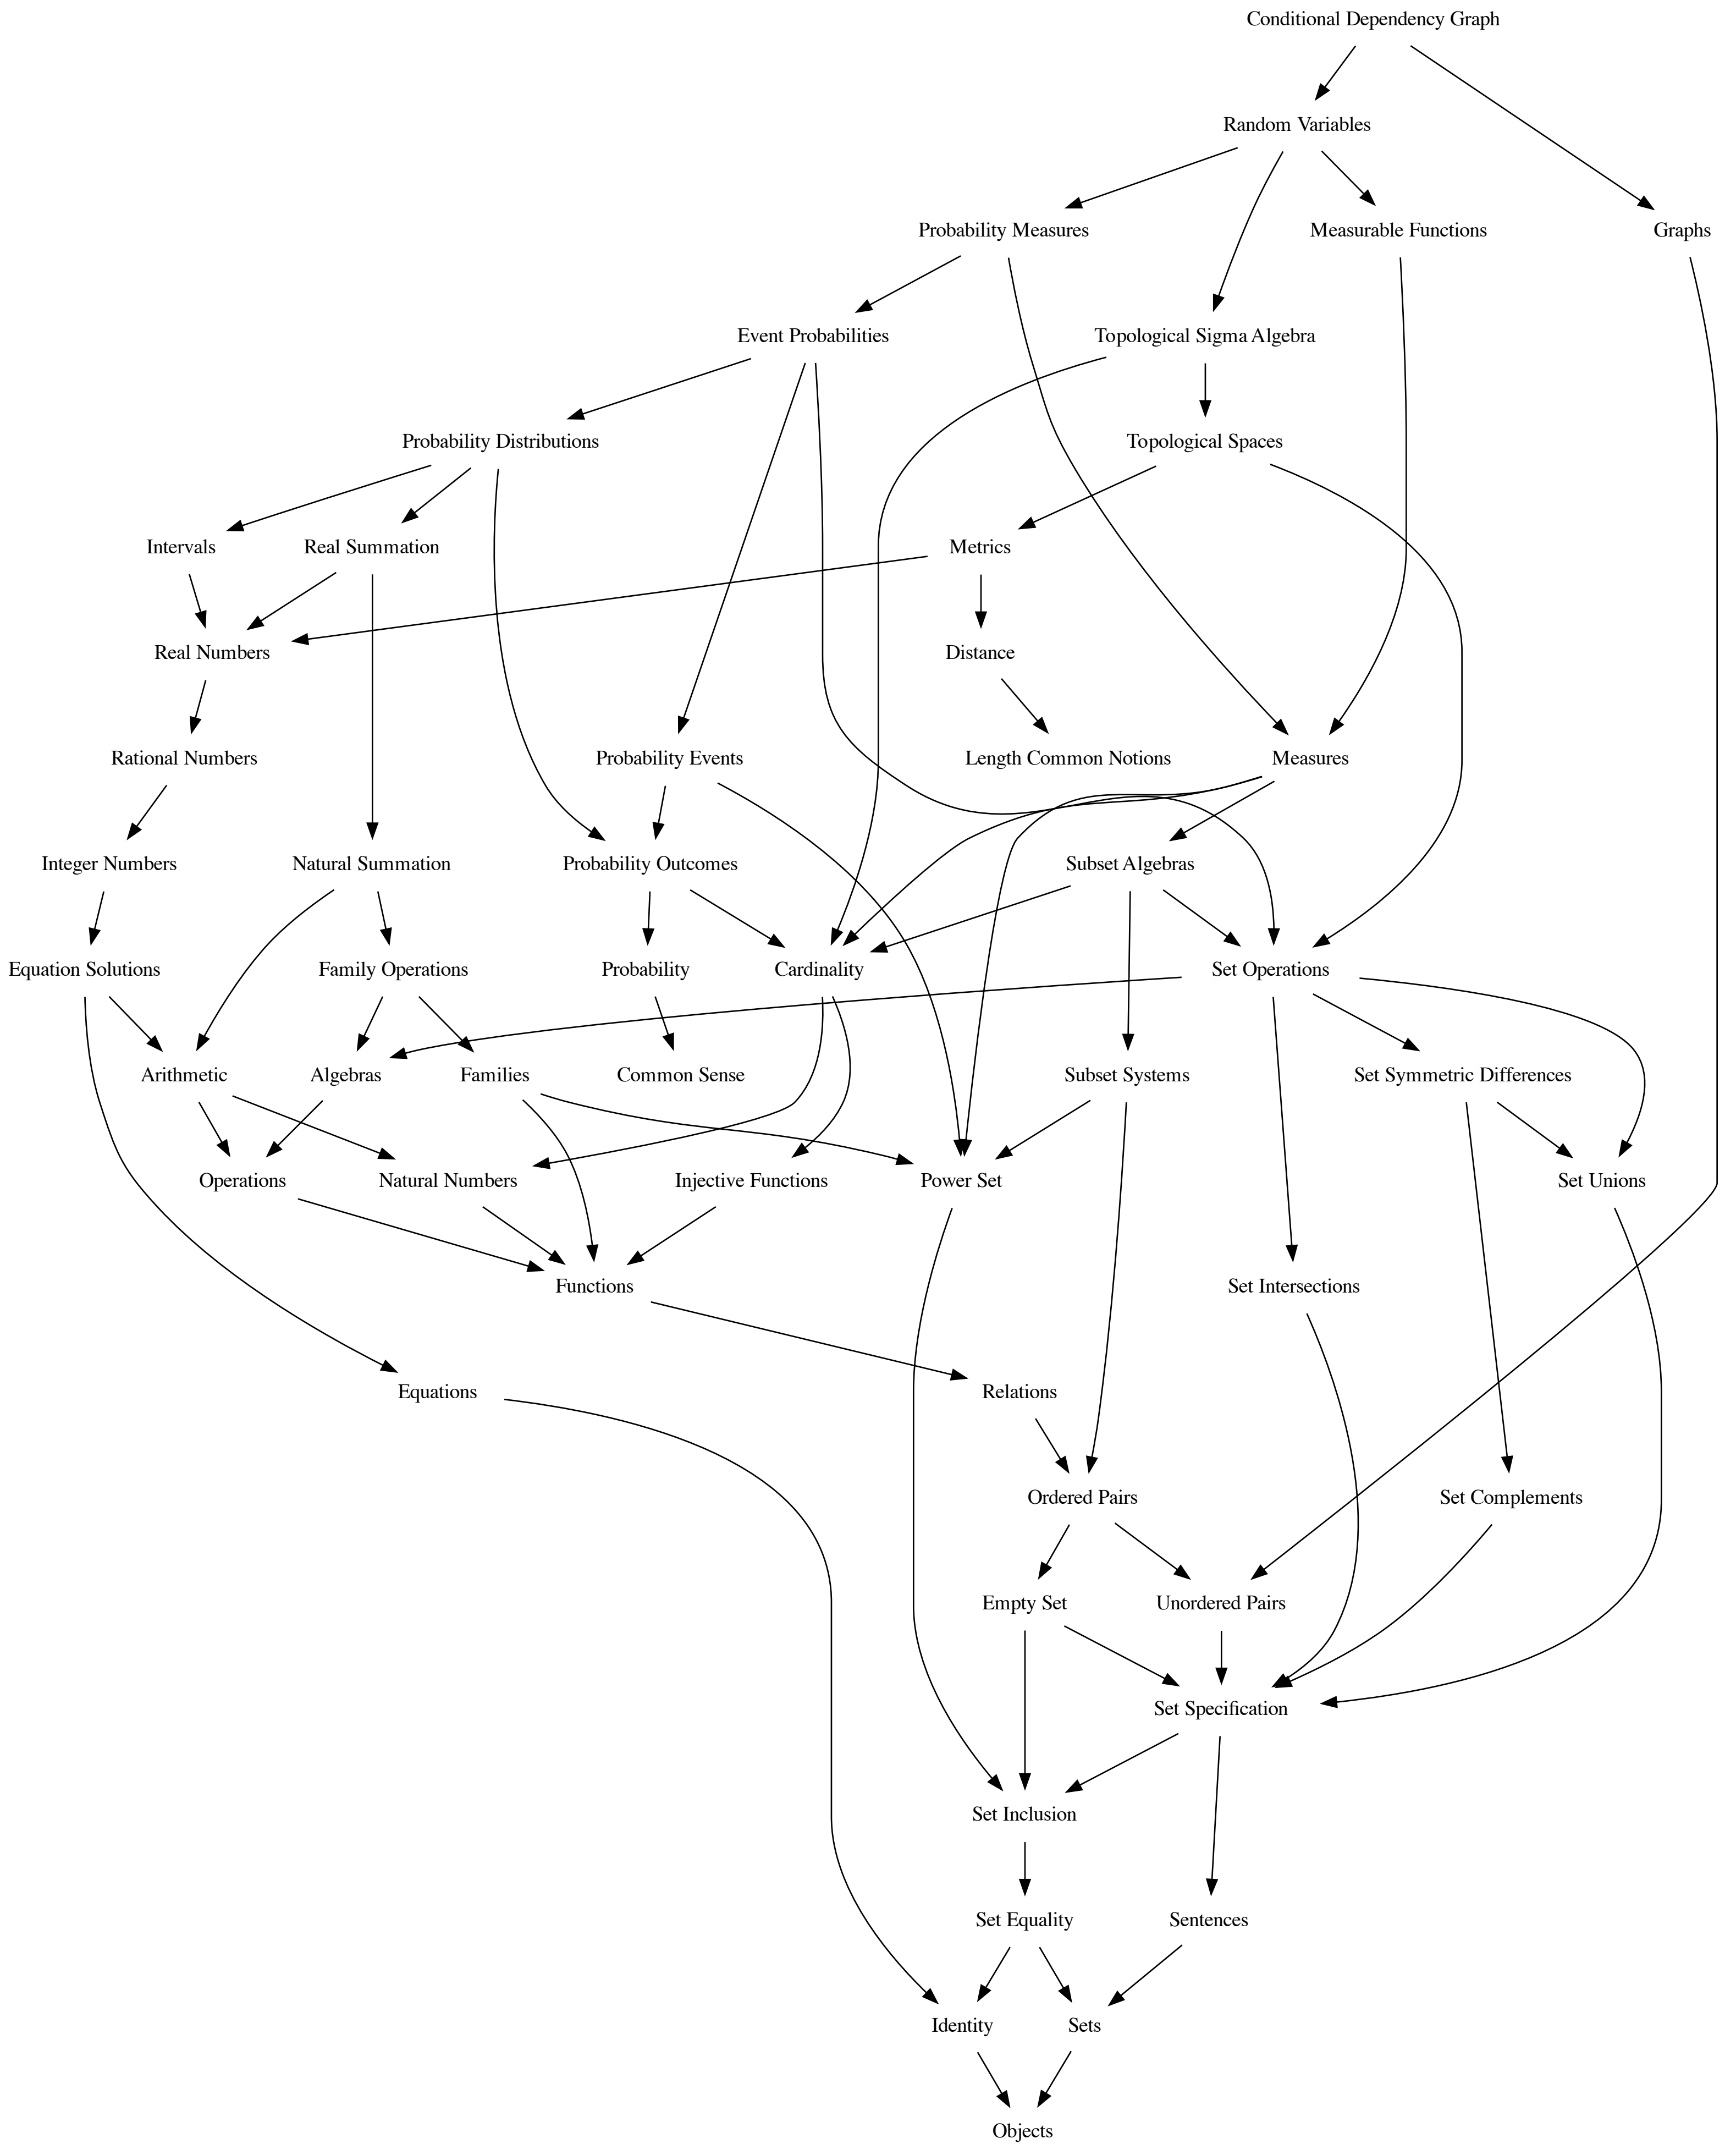 Conditional Dependency Graph
Random Variables
Probability Measures
Measurable Functions
Graphs
Event Probabilities
Topological Sigma Algebra
Probability Distributions
Topological Spaces
Intervals
Real Summation
Metrics
Real Numbers
Distance
Rational Numbers
Probability Events
Length Common Notions
Measures
Integer Numbers
Natural Summation
Probability Outcomes
Subset Algebras
Equation Solutions
Family Operations
Probability
Cardinality
Set Operations
Arithmetic
Algebras
Families
Common Sense
Subset Systems
Set Symmetric Differences
Operations
Natural Numbers
Injective Functions
Power Set
Set Unions
Functions
Set Intersections
Equations
Relations
Ordered Pairs
Set Complements
Empty Set
Unordered Pairs
Set Specification
Set Inclusion
Set Equality
Sentences
Identity
Sets
Objects